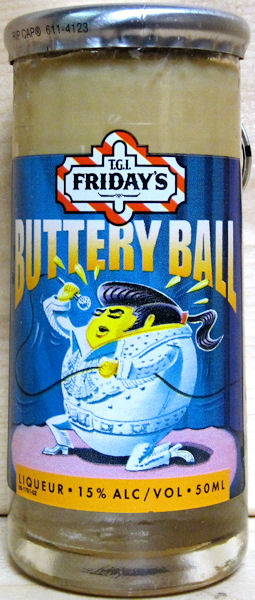 RIP CAP® 611-4123
T.G.I.
FRIDAY'S
BUTTERY BALL
LIQUEUR • 15% ALC/VOL • 50ML